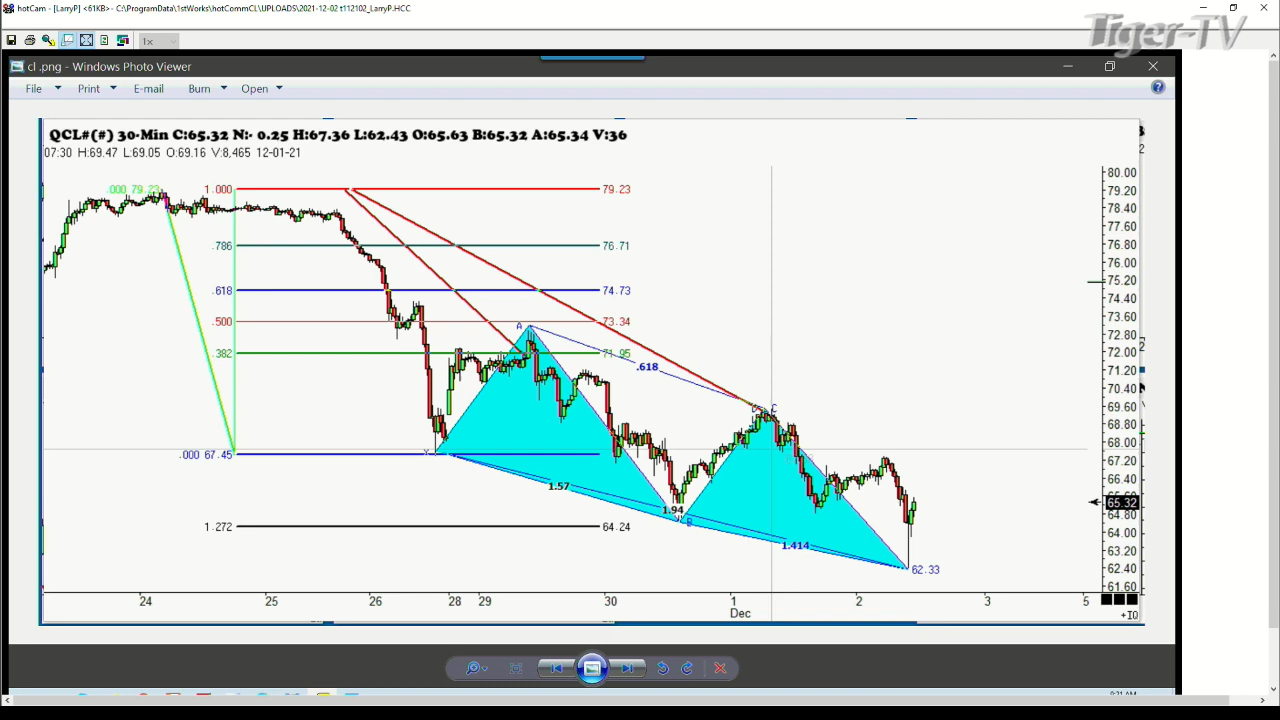 hotCam - [LarryP] <61KB>- C:\ProgramData\1stWorks\hotCommCL\UPLOADS\2021-12-02 t112102_LarryP.HCC
Tiger-TV
1x
cl .png - Windows Photo Viewer
File Print E-mail Burn Open
QCL#(#) 30-Min C:65.32 N:- 0.25 H:67.36 L:62.43 O:65.63 B:65.32 A:65.34 V:36
07:30 H:69.47 L:69.05 O:69.16 V:8,465 12-01-21
.000 79.23 1.000 79.23
.786 76.71
.618 74.73
.500 73.34
.382 71.95
.000 67.45
1.272 64.24
A
.618
C
X
1.57
1.94
B
1.414
62.33
80.00
79.20
78.40
77.60
76.80
76.00
75.20
74.40
73.60
72.80
72.00
71.20
70.40
69.60
68.80
68.00
67.20
66.40
65.32
64.80
64.00
63.20
62.40
61.60
24 25 26 28 29 30 1 2 3 5
Dec
+IQ